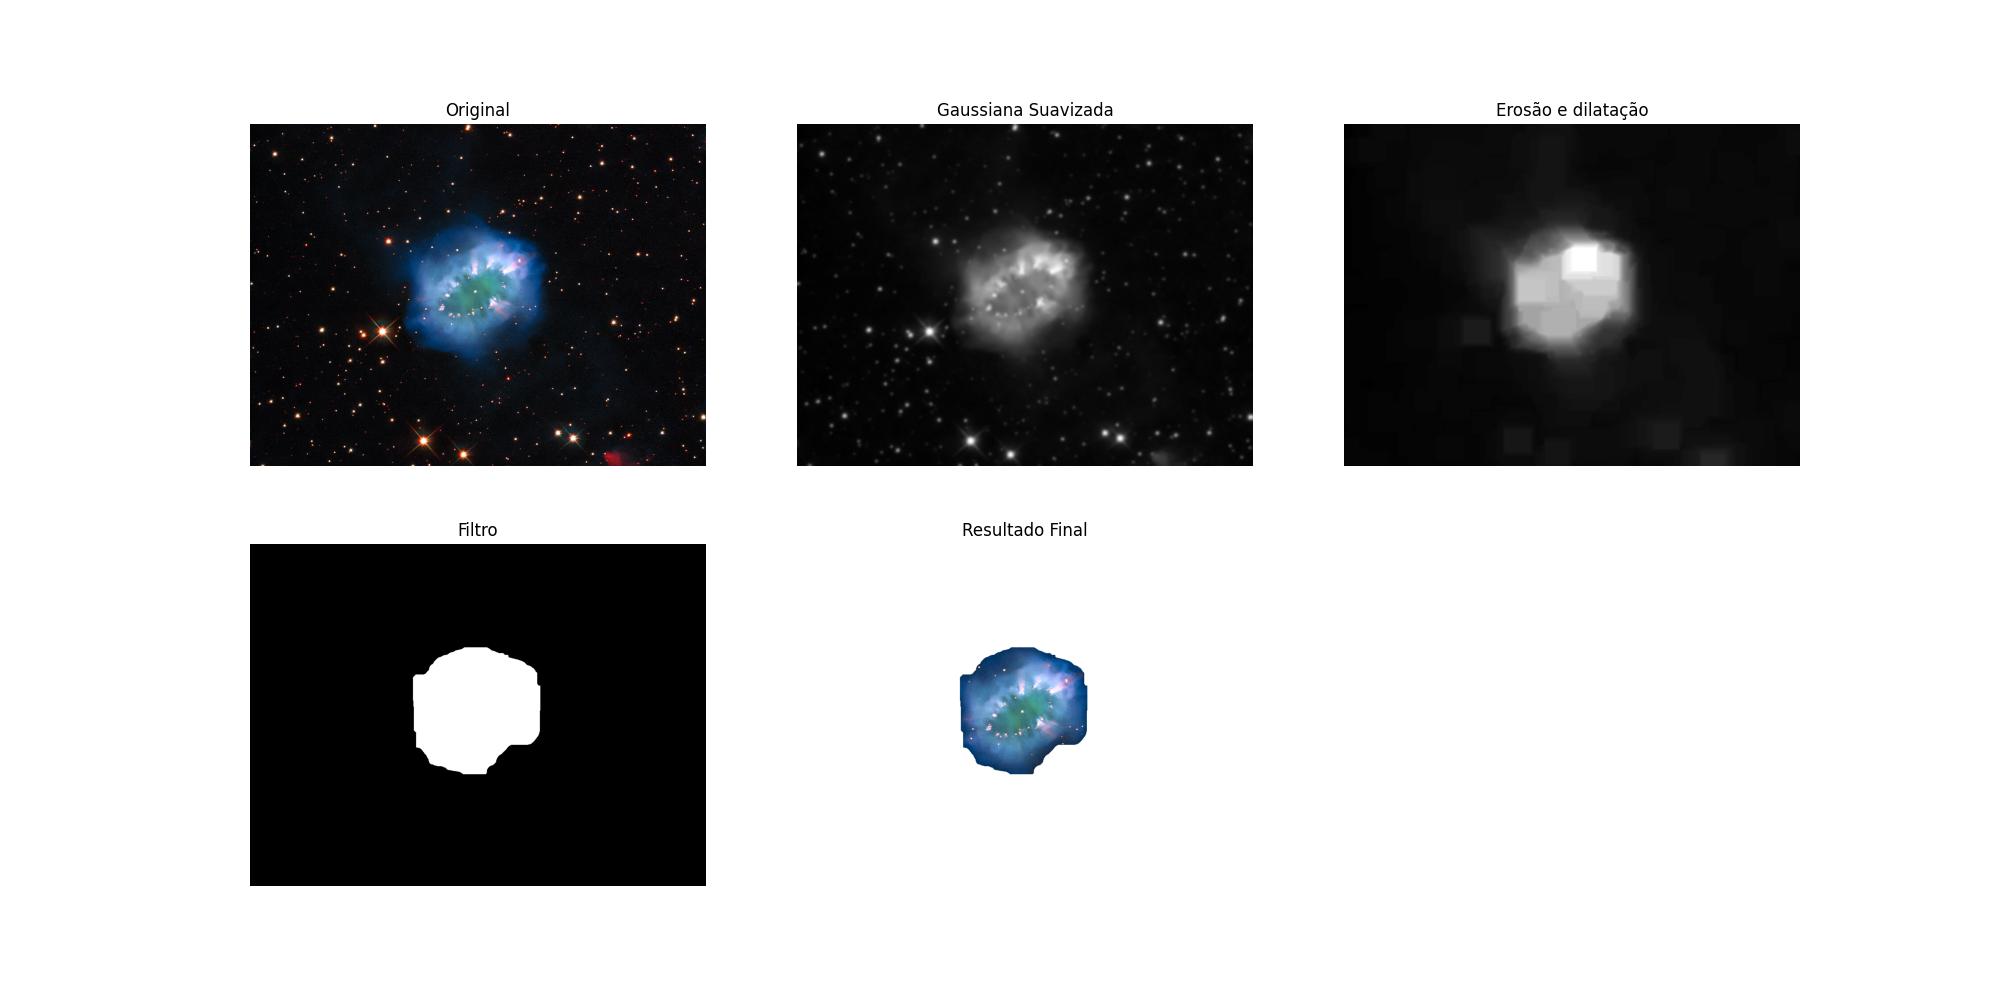 Original
Gaussiana Suavizada
Erosão e dilatação
Filtro
Resultado Final